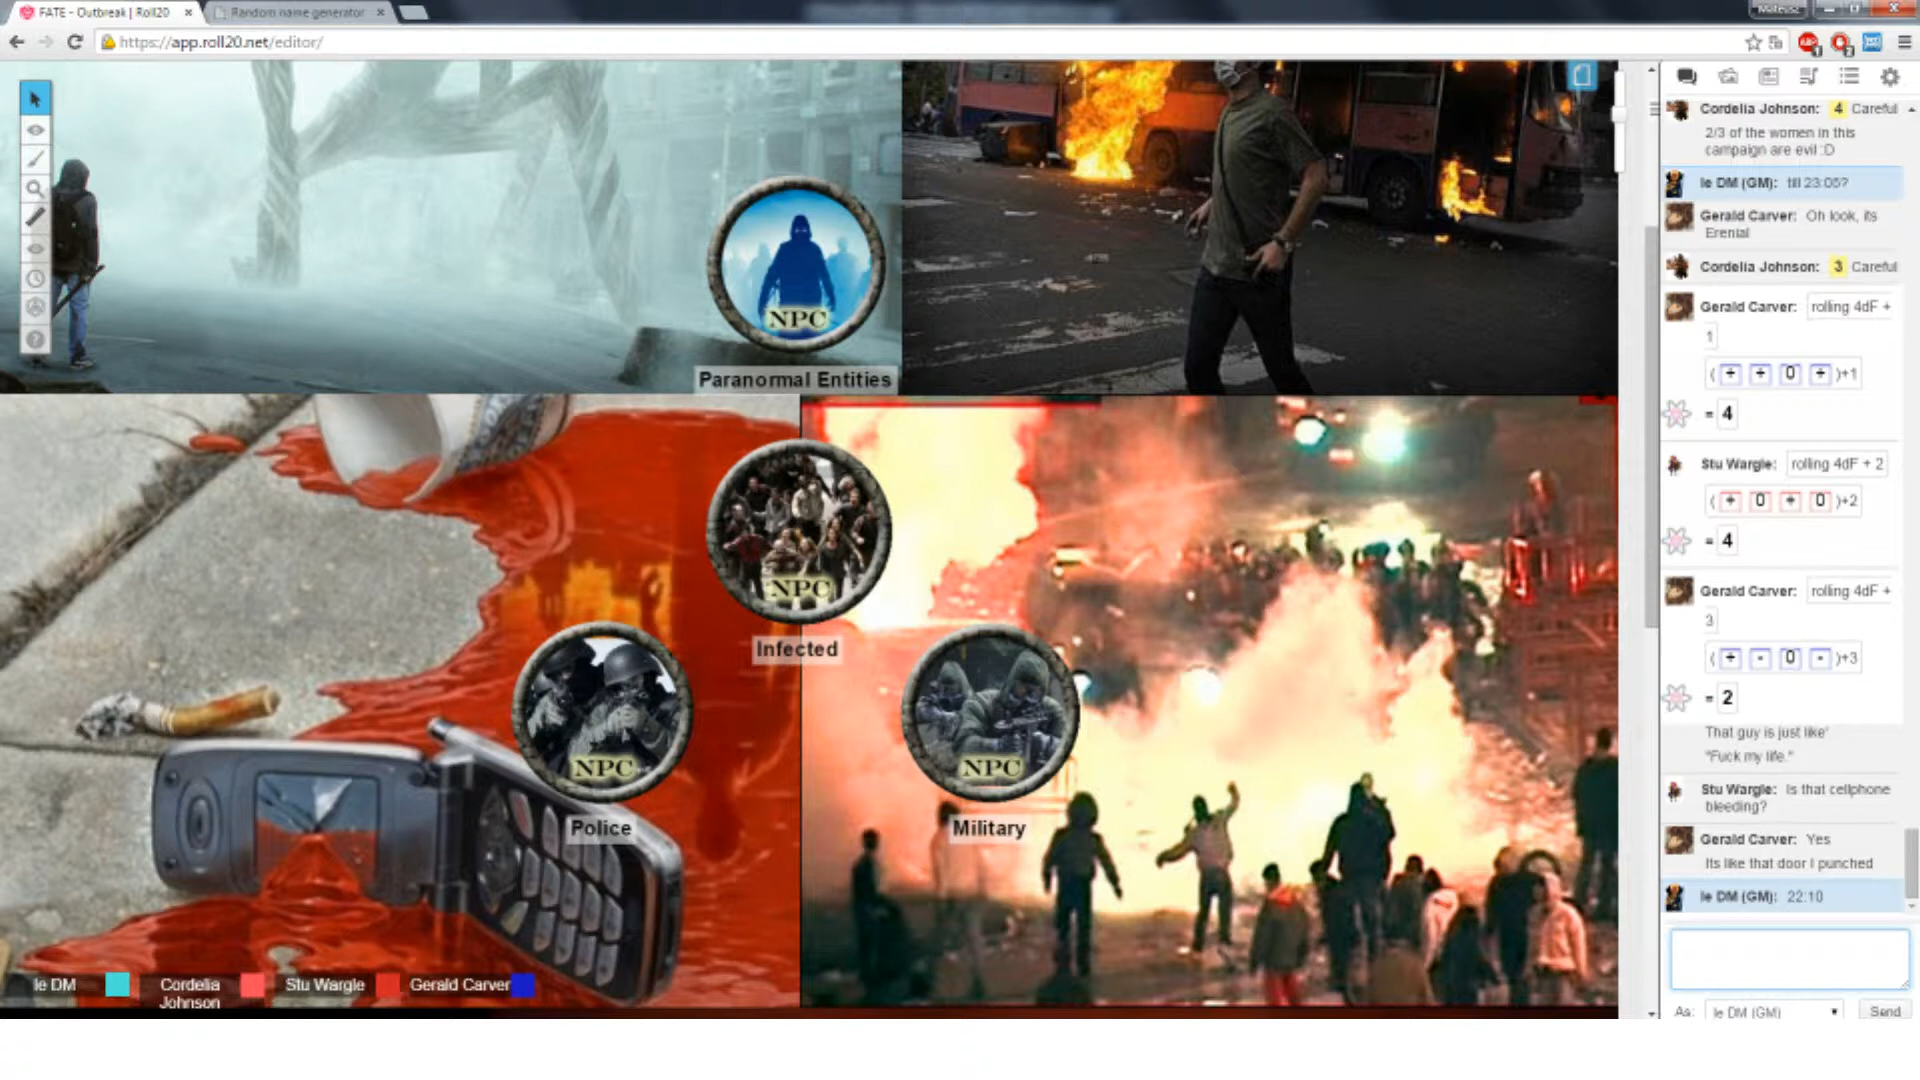 FATE - Outbreak | Roll20
Random name generator
Mateusz
https://app.roll20.net/editor/
NPC
Paranormal Entities
NPC
Infected
NPC
Police
NPC
Military
le DM
Cordelia
Johnson
Stu Wargle
Gerald Carver
Cordelia Johnson: 4 Careful
2/3 of the women in this
campaign are evil :D
le DM (GM): till 23:05?
Gerald Carver: Oh look, its
Erenial
Cordelia Johnson: 3 Careful
Gerald Carver: rolling 4dF +
1
( + + 0 + )+1
= 4
Stu Wargle: rolling 4dF + 2
( + 0 + 0 )+2
= 4
Gerald Carver: rolling 4dF +
3
( + - 0 - )+3
= 2
That guy is just like"
"Fuck my life."
Stu Wargle: Is that cellphone
bleeding?
Gerald Carver: Yes
Its like that door I punched
le DM (GM): 22:10
As: le DM (GM)
Send